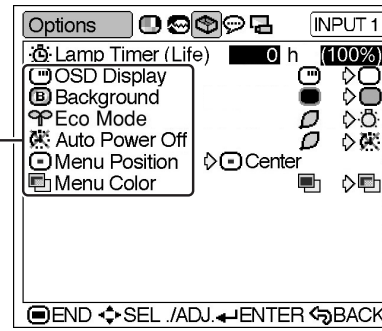 Options INPUT 1
Lamp Timer (Life) 0 h (100%)
OSD Display
B Background
Eco Mode
Auto Power Off
Menu Position Center
Menu Color
END SEL ./ADJ. ENTER BACK